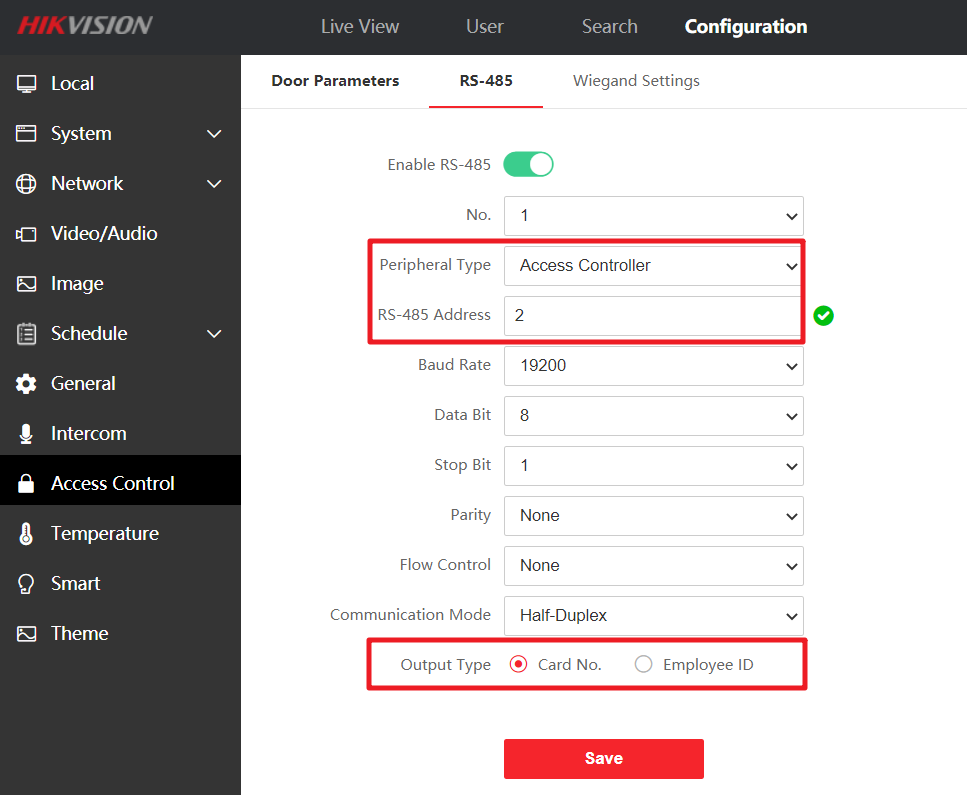 HIKVISION
Live View User Search Configuration
Local
System
Network
Video/Audio
Image
Schedule
General
Intercom
Access Control
Temperature
Smart
Theme
Door Parameters RS-485 Wiegand Settings
Enable RS-485
No. 1
Peripheral Type Access Controller
RS-485 Address 2
Baud Rate 19200
Data Bit 8
Stop Bit 1
Parity None
Flow Control None
Communication Mode Half-Duplex
Output Type Card No. Employee ID
Save